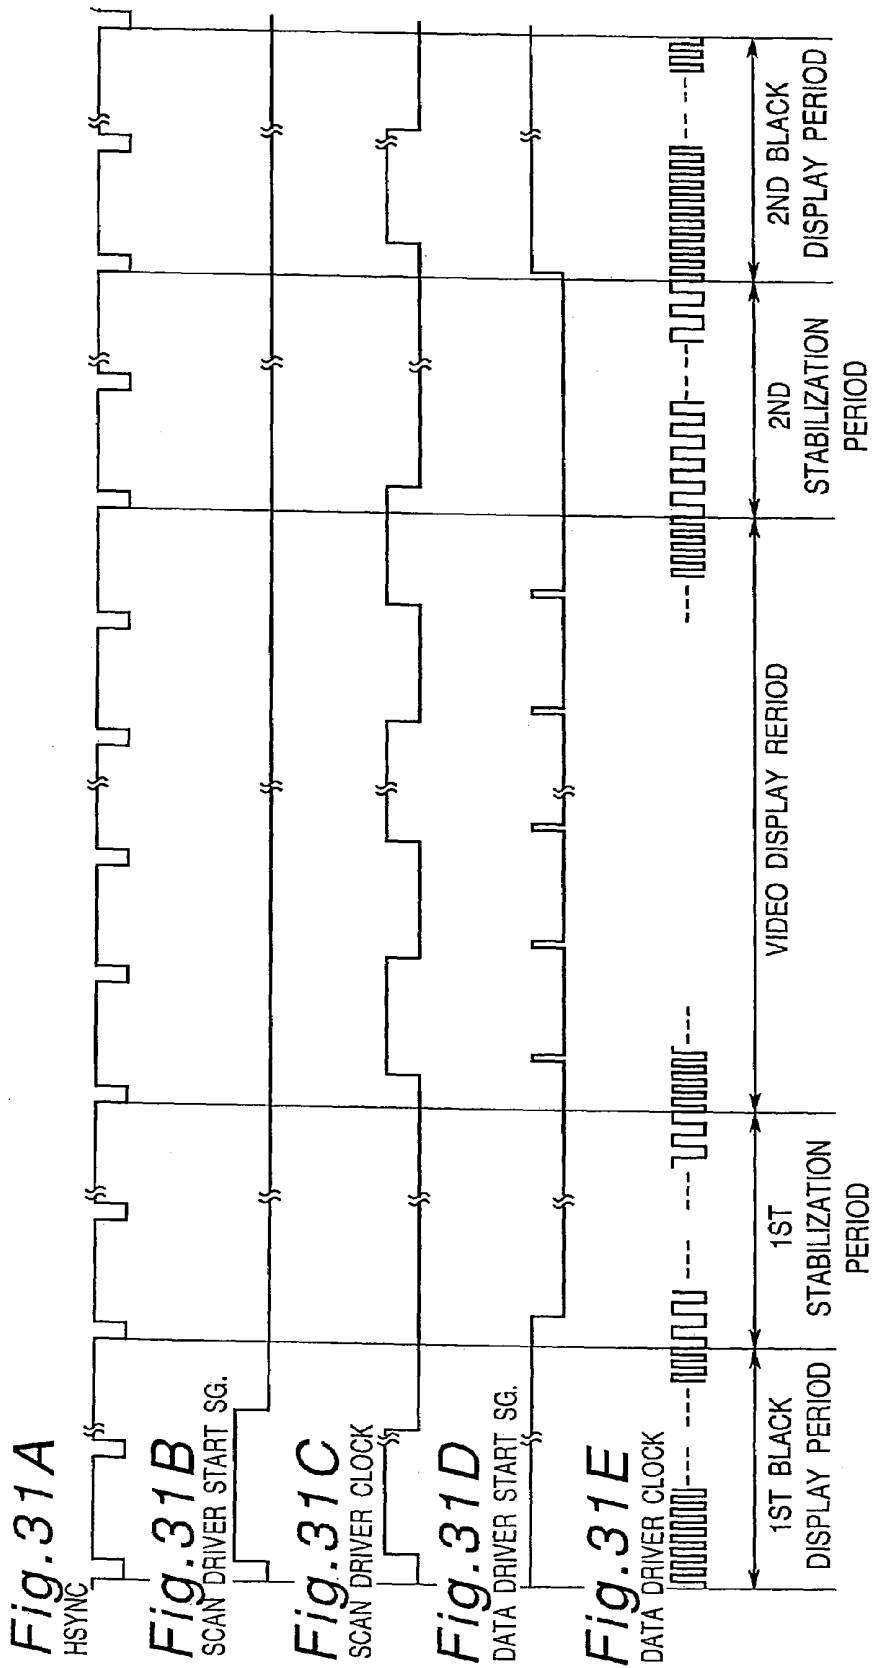 Fig.31A
HSYNC
Fig.31B
SCAN DRIVER START SG.
Fig.31C
SCAN DRIVER CLOCK
Fig.31D
DATA DRIVER START SG.
Fig.31E
DATA DRIVER CLOCK
1ST BLACK
DISPLAY PERIOD
1ST
STABILIZATION
PERIOD
VIDEO DISPLAY RERIOD
2ND
STABILIZATION
PERIOD
2ND BLACK
DISPLAY PERIOD